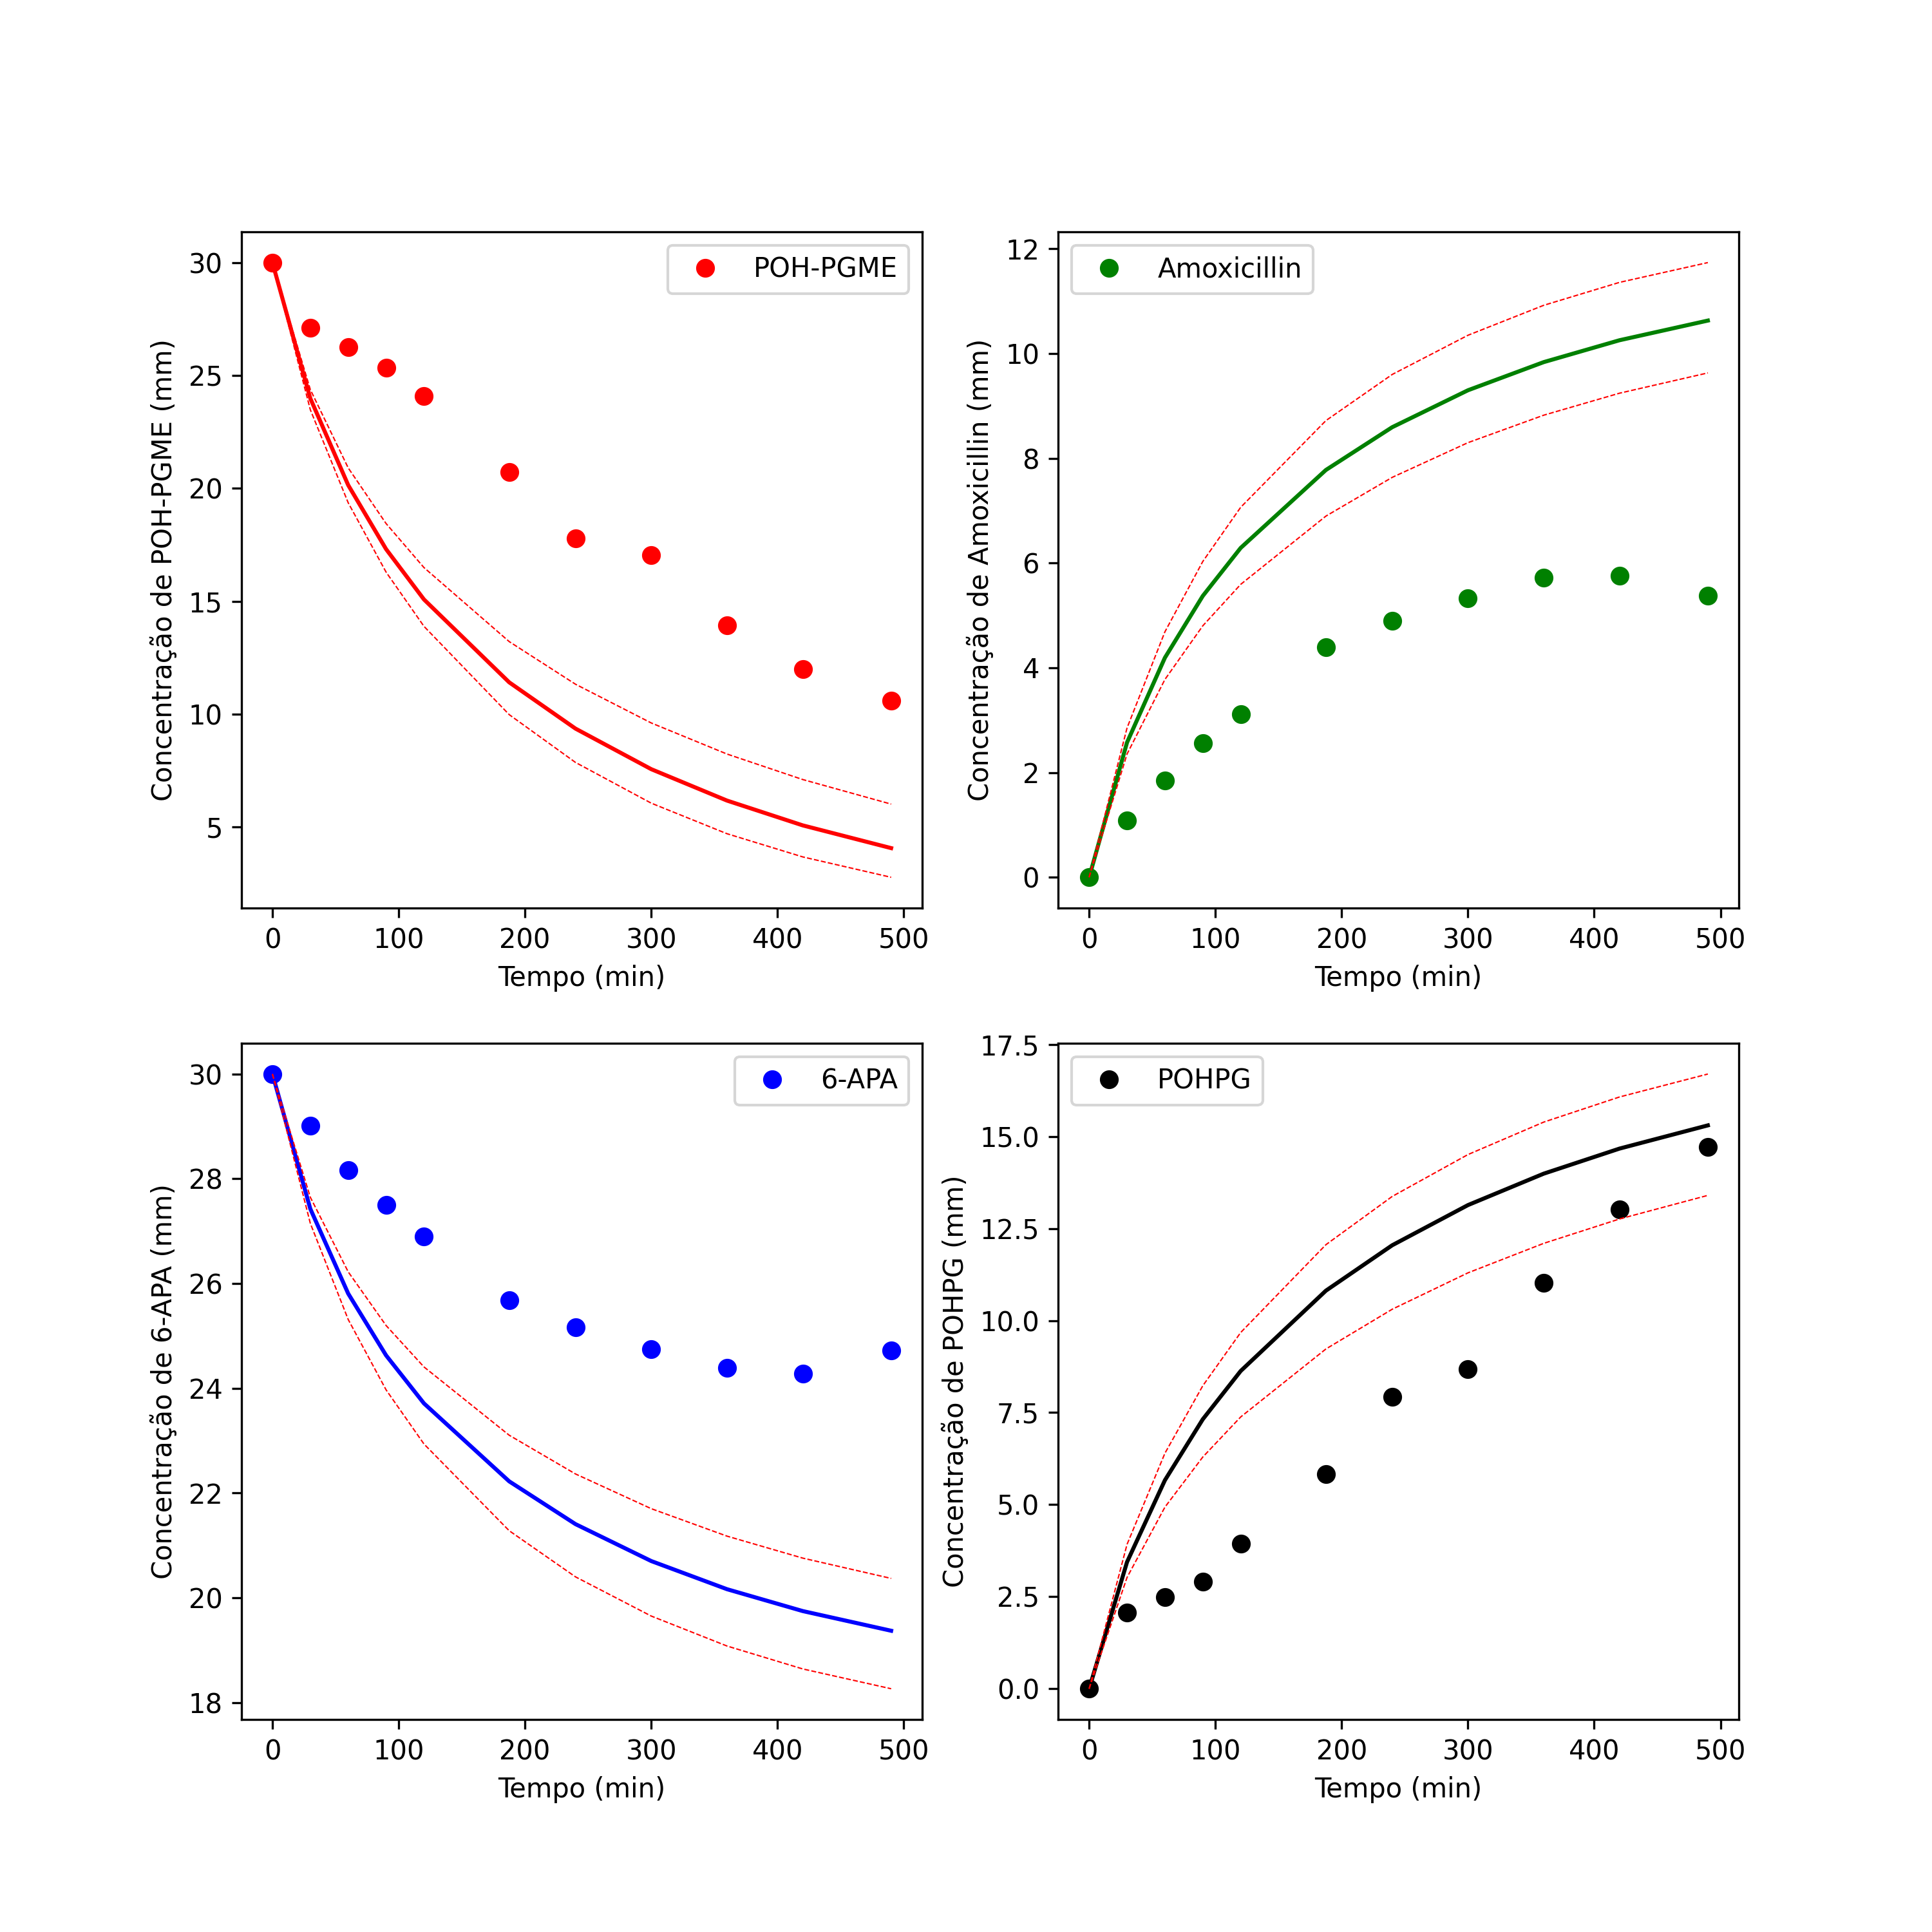 POH-PGME
30
25
20
15
10
5
Concentração de POH-PGME (mm)
0 100 200 300 400 500
Tempo (min)
Amoxicillin
12
10
8
6
4
2
0
Concentração de Amoxicillin (mm)
0 100 200 300 400 500
Tempo (min)
6-APA
30
28
26
24
22
20
18
Concentração de 6-APA (mm)
0 100 200 300 400 500
Tempo (min)
POHPG
17.5
15.0
12.5
10.0
7.5
5.0
2.5
0.0
Concentração de POHPG (mm)
0 100 200 300 400 500
Tempo (min)